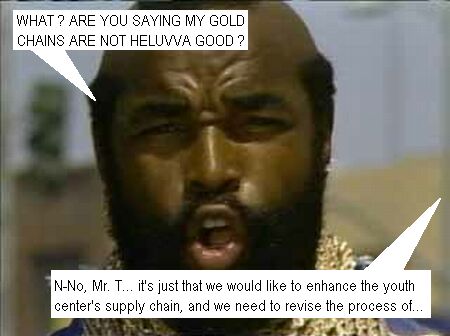 WHAT ? ARE YOU SAYING MY GOLD
CHAINS ARE NOT HELUVVA GOOD ?
N-No, Mr. T... it's just that we would like to enhance the youth
center's supply chain, and we need to revise the process of...